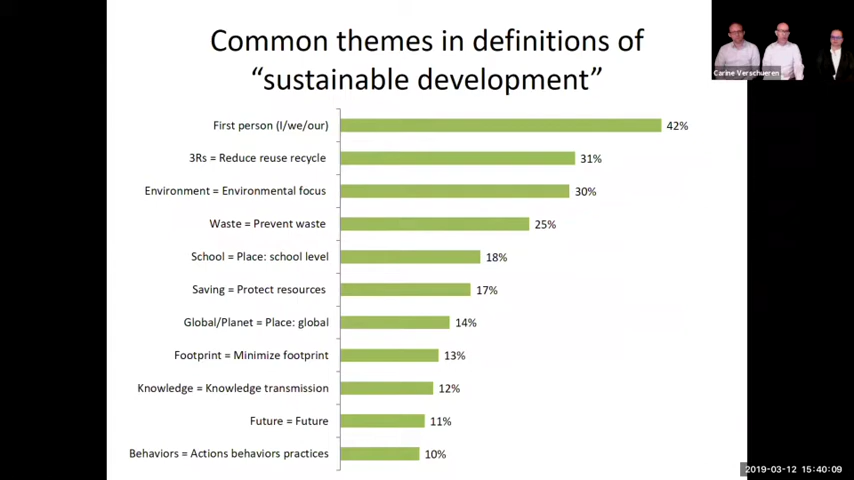 Common themes in definitions of
“sustainable development”
Carine Verschueren
First person (I/we/our) 42%
3Rs = Reduce reuse recycle 31%
Environment = Environmental focus 30%
Waste = Prevent waste 25%
School = Place: school level 18%
Saving = Protect resources 17%
Global/Planet = Place: global 14%
Footprint = Minimize footprint 13%
Knowledge = Knowledge transmission 12%
Future = Future 11%
Behaviors = Actions behaviors practices 10%
2019-03-12 15:40:09